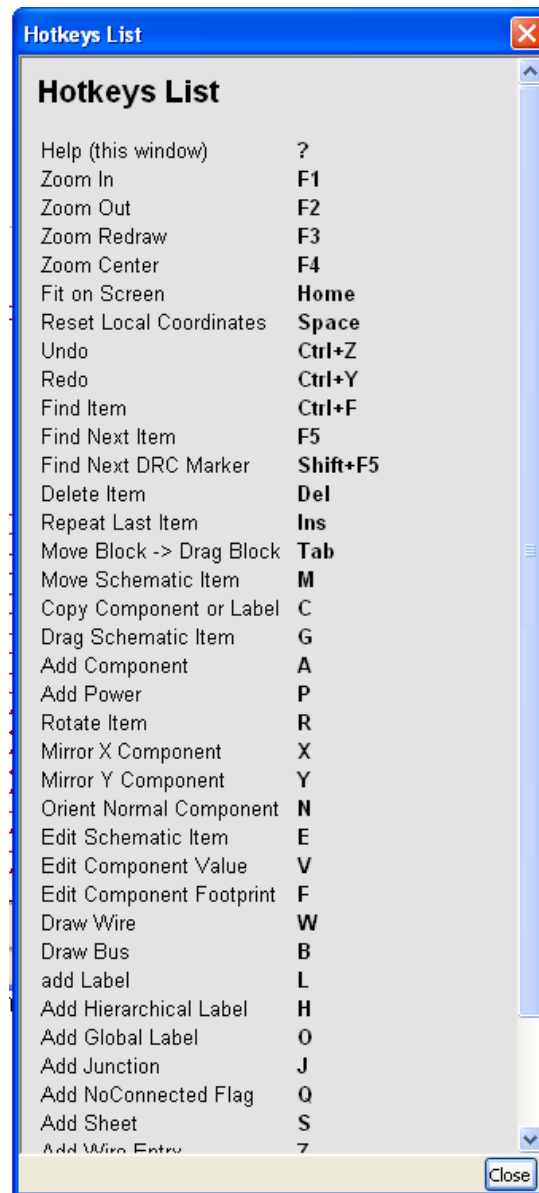 Hotkeys List
Hotkeys List
Help (this window) ?
Zoom In F1
Zoom Out F2
Zoom Redraw F3
Zoom Center F4
Fit on Screen Home
Reset Local Coordinates Space
Undo Ctrl+Z
Redo Ctrl+Y
Find Item Ctrl+F
Find Next Item F5
Find Next DRC Marker Shift+F5
Delete Item Del
Repeat Last Item Ins
Move Block -> Drag Block Tab
Move Schematic Item M
Copy Component or Label C
Drag Schematic Item G
Add Component A
Add Power P
Rotate Item R
Mirror X Component X
Mirror Y Component Y
Orient Normal Component N
Edit Schematic Item E
Edit Component Value V
Edit Component Footprint F
Draw Wire W
Draw Bus B
add Label L
Add Hierarchical Label H
Add Global Label O
Add Junction J
Add NoConnected Flag Q
Add Sheet S
Add Wire Entry Z
Close